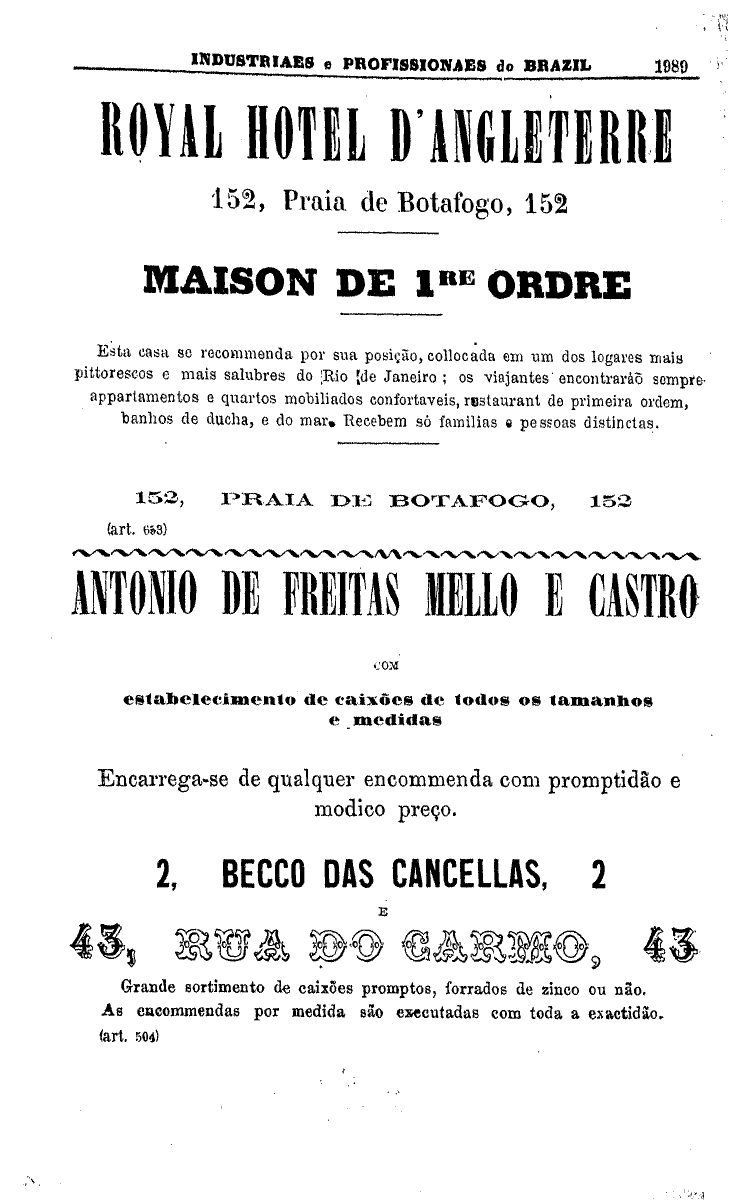 INDUSTRIAES e PROFISSIONAES do BRAZIL 1989
ROYAL HOTEL D'ANGLETERRE
152, Praia de Botafogo, 152
MAISON DE 1RE ORDRE
Esta casa se recommenda por sua posição, collocada em um dos logares mais
pittorescos e mais salubres do Rio de Janeiro ; os viajantes encontraráõ sempre
appartamentos e quartos mobiliados confortaveis, restaurant de primeira ordem,
banhos de ducha, e do mar. Recebem só familias e pessoas distinctas.
152, PRAIA DE BOTAFOGO, 152
(art. 653)
ANTONIO DE FREITAS MELLO E CASTRO
COM
estabelecimento de caixões de todos os tamanhos
e medidas
Encarrega-se de qualquer encommenda com promptidão e
modico preço.
2, BECCO DAS CANCELLAS, 2
E
43, RUA DO CARMO, 43
Grande sortimento de caixões promptos, forrados de zinco ou não.
As encommendas por medida são executadas com toda a exactidão.
(art. 504)